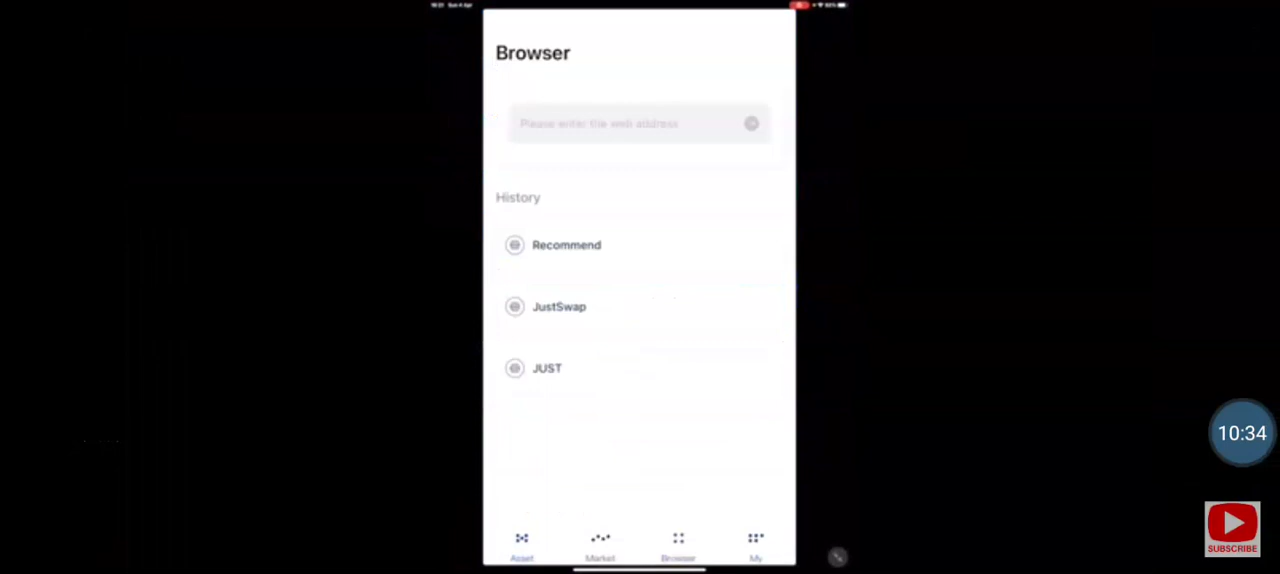 Browser
Please enter the web address
History
Recommend
JustSwap
JUST
10:34
Asset Market Browser My
SUBSCRIBE